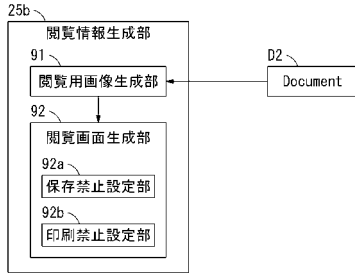 25b
閲覧情報生成部
91
D2
閲覧用画像生成部
Document
92
閲覧画面生成部
92a
保存禁止設定部
92b
印刷禁止設定部